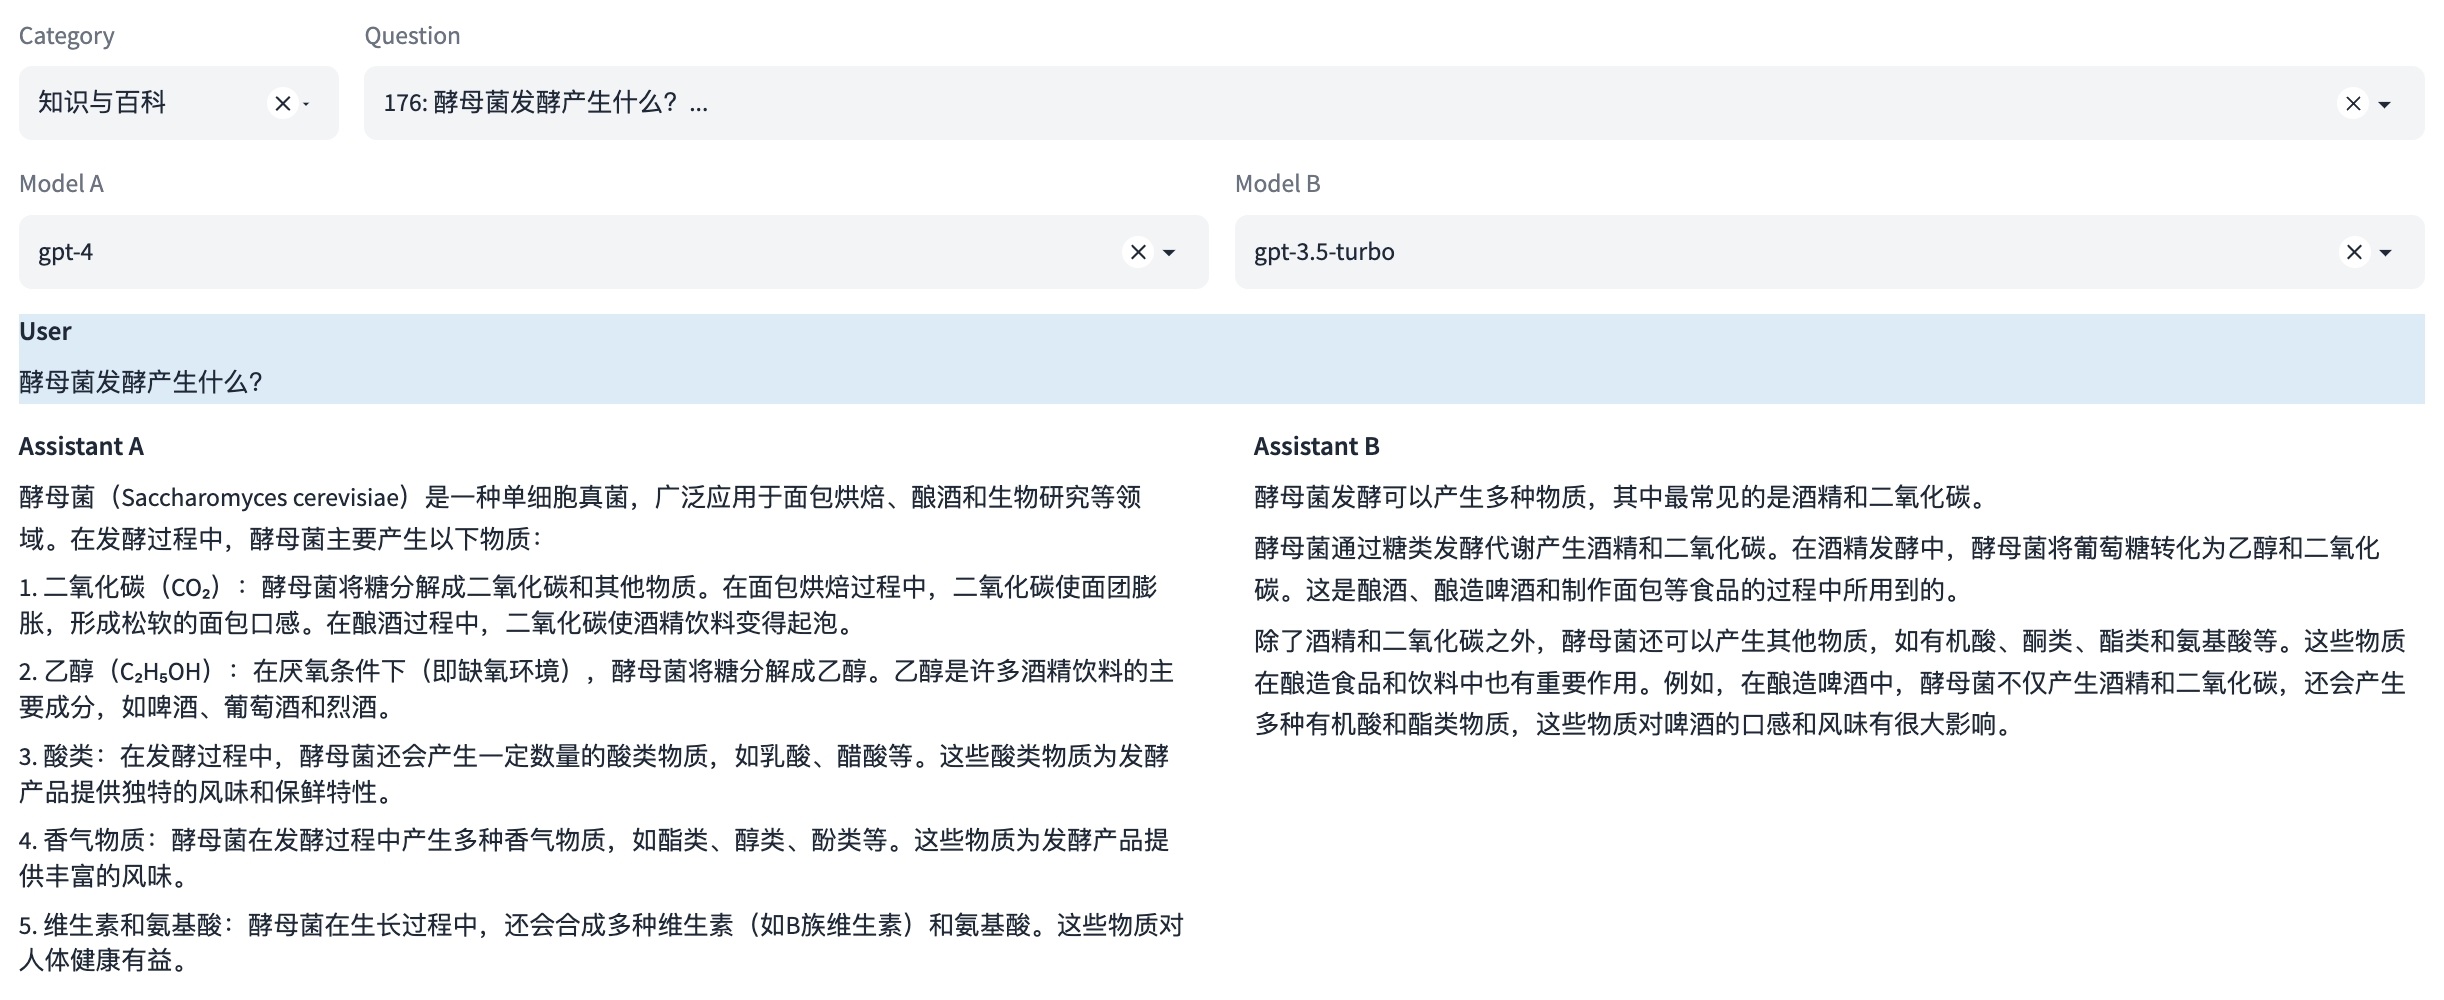 Category
Question
知识与百科
176: 酵母菌发酵产生什么？ ...
Model A
Model B
gpt-4
gpt-3.5-turbo
User
酵母菌发酵产生什么？
Assistant A
酵母菌（Saccharomyces cerevisiae）是一种单细胞真菌，广泛应用于面包烘焙、酿酒和生物研究等领
域。在发酵过程中，酵母菌主要产生以下物质：
1. 二氧化碳（CO₂）：酵母菌将糖分解成二氧化碳和其他物质。在面包烘焙过程中，二氧化碳使面团膨
胀，形成松软的面包口感。在酿酒过程中，二氧化碳使酒精饮料变得起泡。
2. 乙醇（C₂H₅OH）：在厌氧条件下（即缺氧环境），酵母菌将糖分解成乙醇。乙醇是许多酒精饮料的主
要成分，如啤酒、葡萄酒和烈酒。
3. 酸类：在发酵过程中，酵母菌还会产生一定数量的酸类物质，如乳酸、醋酸等。这些酸类物质为发酵
产品提供独特的风味和保鲜特性。
4. 香气物质：酵母菌在发酵过程中产生多种香气物质，如酯类、醇类、酚类等。这些物质为发酵产品提
供丰富的风味。
5. 维生素和氨基酸：酵母菌在生长过程中，还会合成多种维生素（如B族维生素）和氨基酸。这些物质对
人体健康有益。
Assistant B
酵母菌发酵可以产生多种物质，其中最常见的是酒精和二氧化碳。
酵母菌通过糖类发酵代谢产生酒精和二氧化碳。在酒精发酵中，酵母菌将葡萄糖转化为乙醇和二氧化
碳。这是酿酒、酿造啤酒和制作面包等食品的过程中所用到的。
除了酒精和二氧化碳之外，酵母菌还可以产生其他物质，如有机酸、酮类、酯类和氨基酸等。这些物质
在酿造食品和饮料中也有重要作用。例如，在酿造啤酒中，酵母菌不仅产生酒精和二氧化碳，还会产生
多种有机酸和酯类物质，这些物质对啤酒的口感和风味有很大影响。